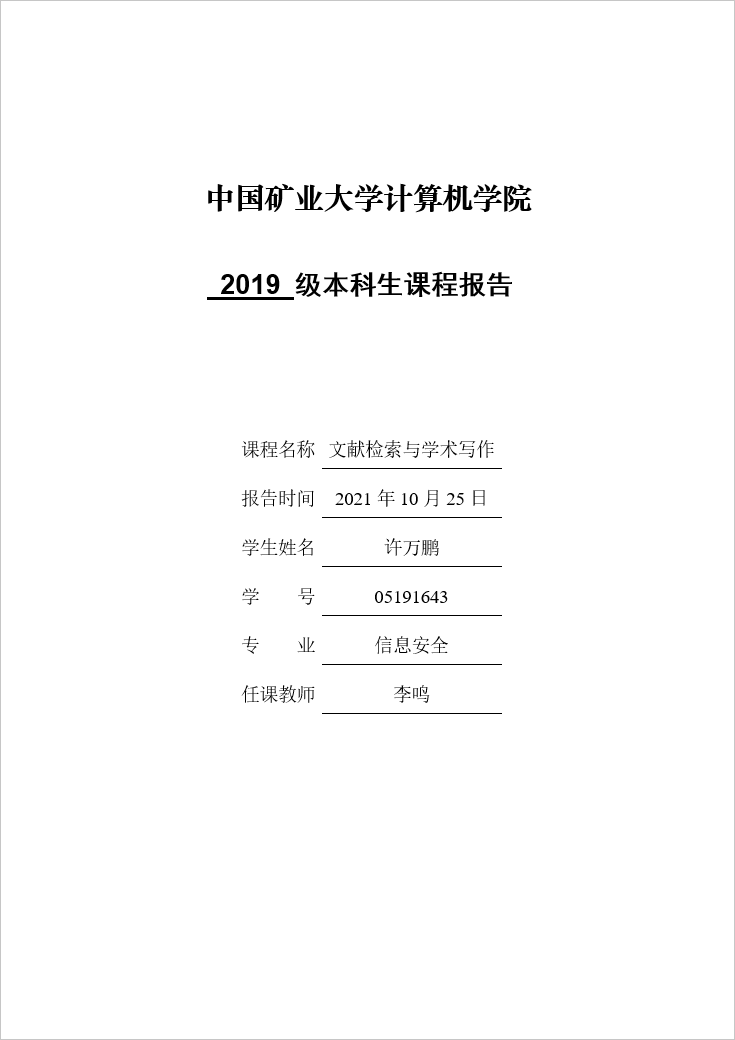 中国矿业大学计算机学院
2019 级本科生课程报告
课程名称 文献检索与学术写作
报告时间 2021 年 10 月 25 日
学生姓名 许万鹏
学 号 05191643
专 业 信息安全
任课教师 李鸣